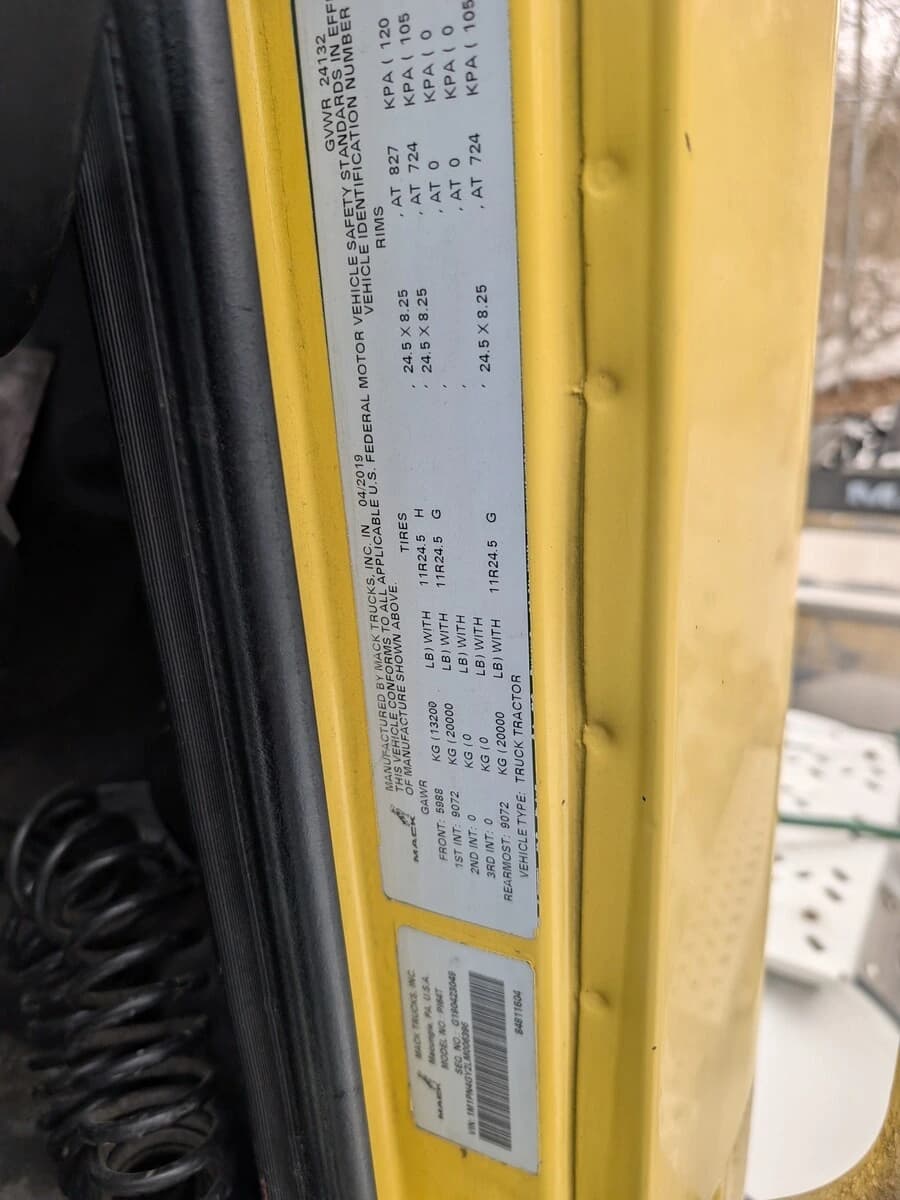 MACK
MANUFACTURED BY MACK TRUCKS, INC. IN 04/2019 GVWR 24132
THIS VEHICLE CONFORMS TO ALL APPLICABLE U.S. FEDERAL MOTOR VEHICLE SAFETY STANDARDS IN EFF
OF MANUFACTURE SHOWN ABOVE. VEHICLE IDENTIFICATION NUMBER
GAWR TIRES RIMS
FRONT: 5988 KG (13200 LB) WITH 11R24.5 H , 24.5 X 8.25 , AT 827 KPA ( 120
1ST INT: 9072 KG (20000 LB) WITH 11R24.5 G , 24.5 X 8.25 , AT 724 KPA ( 105
2ND INT: 0 KG (0 LB) WITH , , AT 0 KPA ( 0
3RD INT: 0 KG (0 LB) WITH , , AT 0 KPA ( 0
REARMOST: 9072 KG (20000 LB) WITH 11R24.5 G , 24.5 X 8.25 , AT 724 KPA ( 105
VEHICLE TYPE: TRUCK TRACTOR
MACK
MACK TRUCKS, INC.
Macungie, PA, U.S.A.
MODEL NO. PI64T
SEQ. NO.: G180423049
VIN
84811604